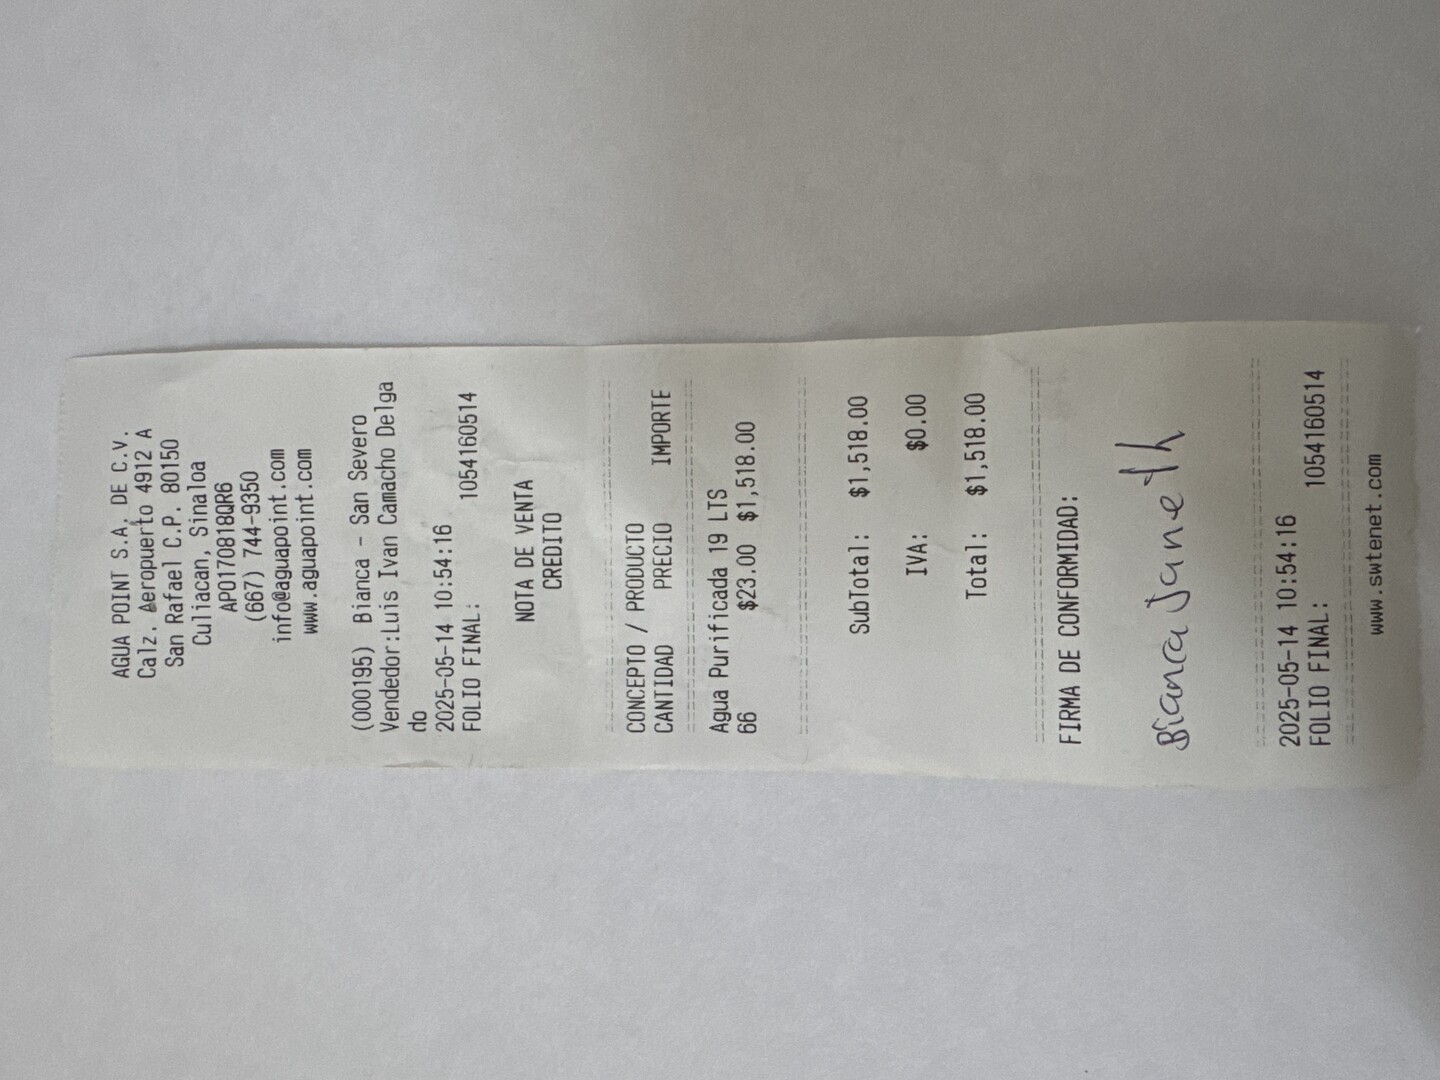 AGUA POINT S.A. DE C.V.
Calz. Aeropuerto 4912 A
San Rafael C.P. 80150
Culiacan, Sinaloa
APO170818QR6
(667) 744-9350
info@aguapoint.com
www.aguapoint.com
(000195) Bianca - San Severo
Vendedor:Luis Ivan Camacho Delga
do
2025-05-14 10:54:16
FOLIO FINAL: 1054160514
NOTA DE VENTA
CREDITO
CONCEPTO / PRODUCTO
CANTIDAD PRECIO IMPORTE
Agua Purificada 19 LTS
66 $23.00 $1,518.00
SubTotal: $1,518.00
IVA: $0.00
Total: $1,518.00
FIRMA DE CONFORMIDAD:
Bianca Janeth
2025-05-14 10:54:16
FOLIO FINAL: 1054160514
www.swtenet.com